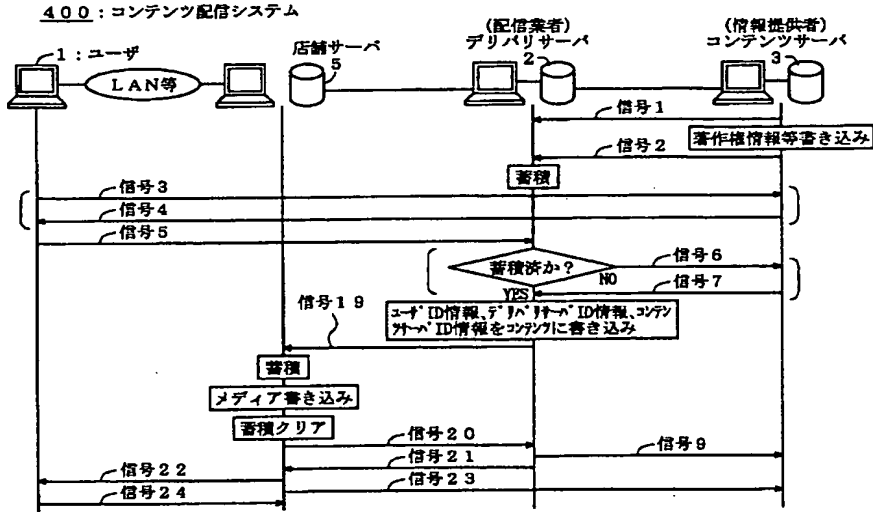 400:コンテンツ配信システム
1:ユーザ
LAN等
店舗サーバ
5
(配信業者)
デリバリサーバ
2
(情報提供者)
コンテンツサーバ
3
信号1
著作権情報等書き込み
信号2
蓄積
信号3
信号4
信号5
蓄積済か?
NO
YES
信号6
信号7
ユーザID情報、デリバリサーバID情報、コンテン
ツサーバID情報をコンテンツに書き込み
信号19
蓄積
メディア書き込み
蓄積クリア
信号20
信号9
信号21
信号22
信号23
信号24